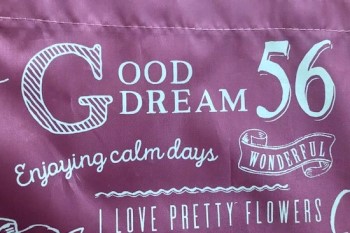 GOOD DREAM 56
Enjoying calm days
WONDERFUL
I LOVE PRETTY FLOWERS